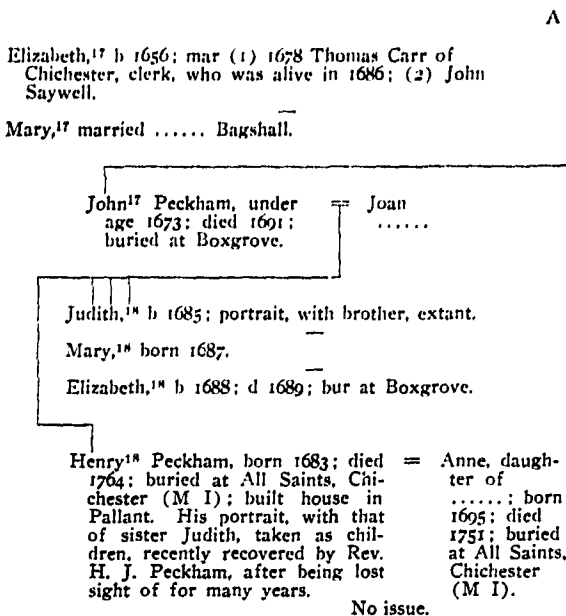 A
Elizabeth,¹⁷ b 1656; mar (1) 1678 Thomas Carr of
Chichester, clerk, who was alive in 1686; (2) John
Saywell.
Mary,¹⁷ married ...... Bagshall.
John¹⁷ Peckham, under
age 1673; died 1691;
buried at Boxgrove.
= Joan
......
Judith,¹⁸ b 1685; portrait, with brother, extant.
Mary,¹⁸ born 1687.
Elizabeth,¹⁸ b 1688; d 1689; bur at Boxgrove.
Henry¹⁸ Peckham, born 1683; died
1764; buried at All Saints, Chi-
chester (M I); built house in
Pallant. His portrait, with that
of sister Judith, taken as chil-
dren, recently recovered by Rev.
H. J. Peckham, after being lost
sight of for many years.
= Anne, daugh-
ter of
......; born
1695; died
1751; buried
at All Saints,
Chichester
(M I).
No issue.